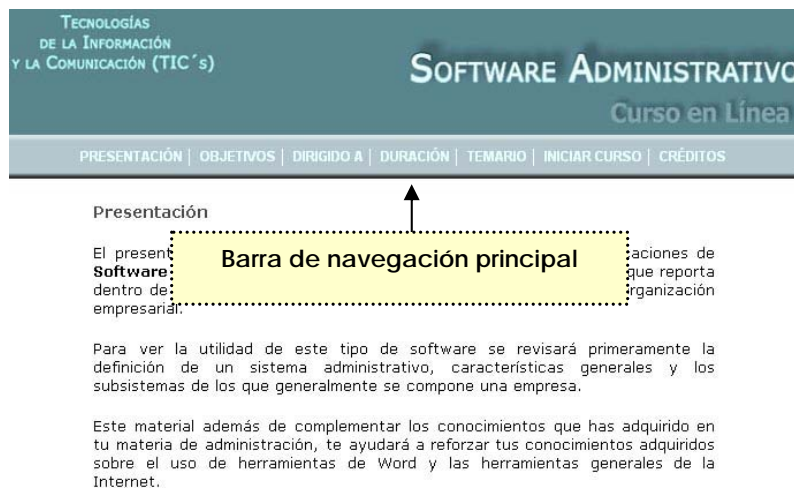 TECNOLOGÍAS
DE LA INFORMACIÓN
Y LA COMUNICACIÓN (TIC´s)
SOFTWARE ADMINISTRATIVO
Curso en Línea
PRESENTACIÓN | OBJETIVOS | DIRIGIDO A | DURACIÓN | TEMARIO | INICIAR CURSO | CRÉDITOS
Presentación
Barra de navegación principal
El present aciones de
Software que reporta
dentro de rganización
empresarial.
Para ver la utilidad de este tipo de software se revisará primeramente la
definición de un sistema administrativo, características generales y los
subsistemas de los que generalmente se compone una empresa.
Este material además de complementar los conocimientos que has adquirido en
tu materia de administración, te ayudará a reforzar tus conocimientos adquiridos
sobre el uso de herramientas de Word y las herramientas generales de la
Internet.